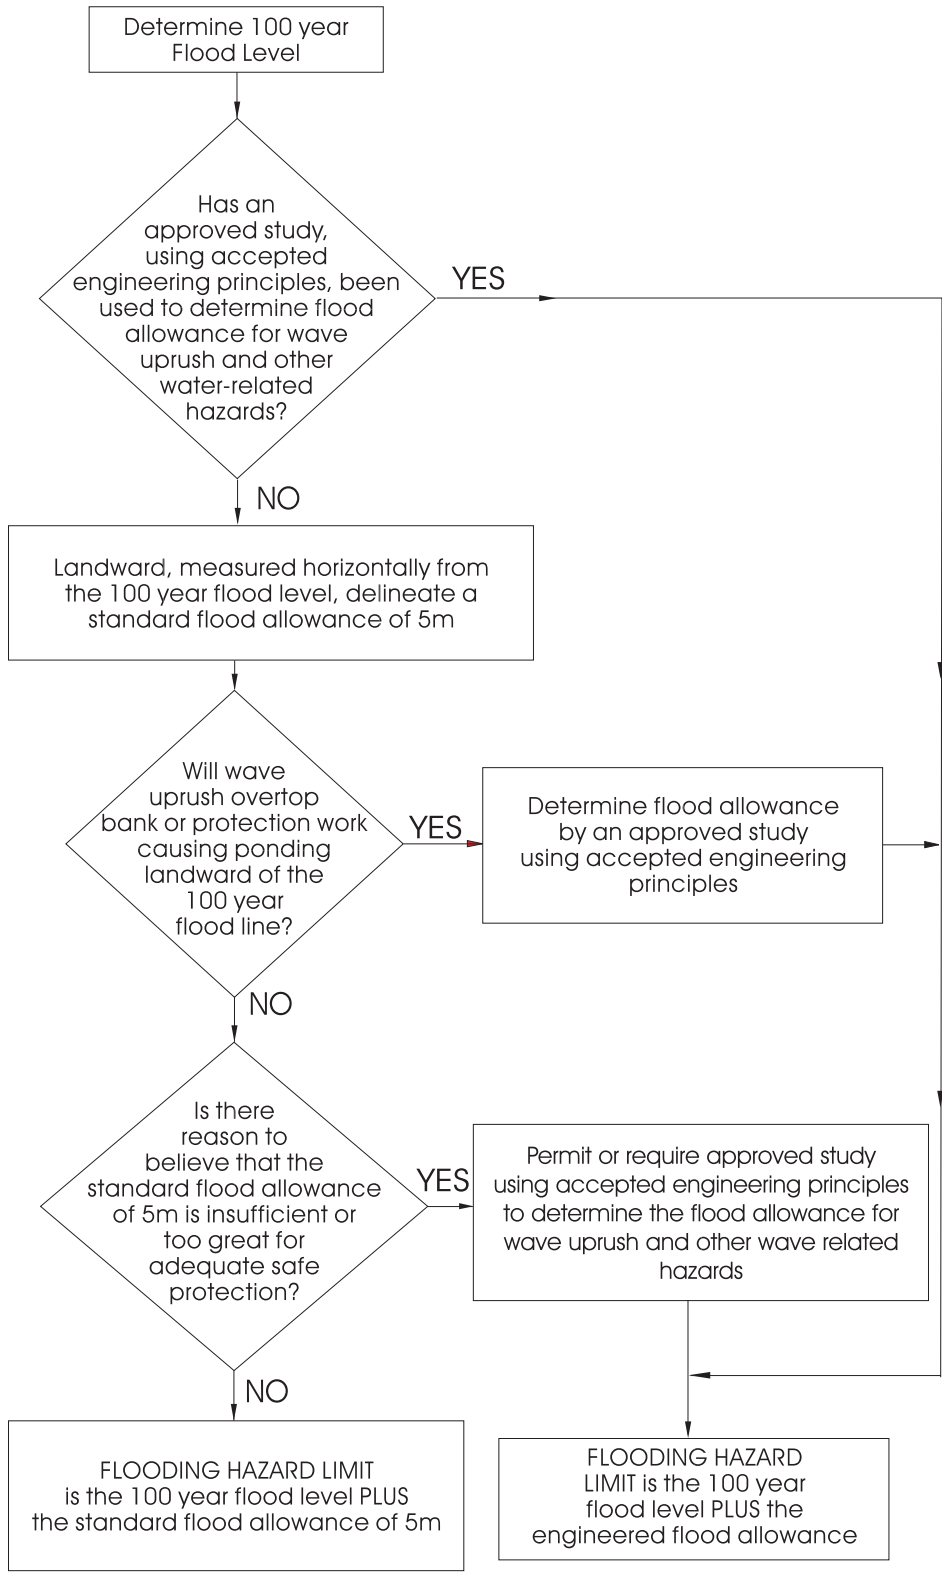 Determine 100 year
Flood Level
Has an
approved study,
using accepted
engineering principles, been
used to determine flood
allowance for wave
uprush and other
water-related
hazards?
YES
NO
Landward, measured horizontally from
the 100 year flood level, delineate a
standard flood allowance of 5m
Will wave
uprush overtop
bank or protection work
causing ponding
landward of the
100 year
flood line?
YES
Determine flood allowance
by an approved study
using accepted engineering
principles
NO
Is there
reason to
believe that the
standard flood allowance
of 5m is insufficient or
too great for
adequate safe
protection?
YES
Permit or require approved study
using accepted engineering principles
to determine the flood allowance for
wave uprush and other wave related
hazards
NO
FLOODING HAZARD LIMIT
is the 100 year flood level PLUS
the standard flood allowance of 5m
FLOODING HAZARD
LIMIT is the 100 year
flood level PLUS the
engineered flood allowance